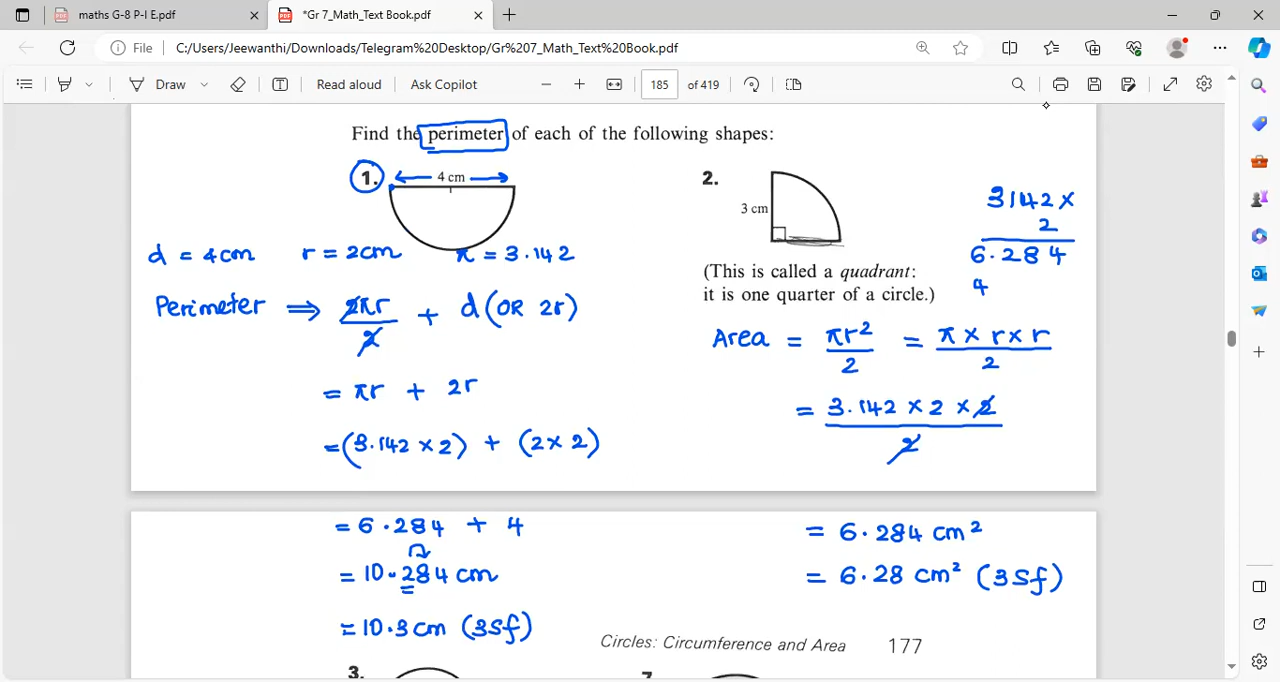 maths G-8 P-I E.pdf
*Gr 7_Math_Text Book.pdf
File C:/Users/Jeewanthi/Downloads/Telegram%20Desktop/Gr%207_Math_Text%20Book.pdf
Draw Read aloud Ask Copilot 185 of 419
Find the perimeter of each of the following shapes:
1. 4 cm
d = 4cm r = 2cm π = 3.142
Perimeter ⇒ 2πr/2 + d (OR 2r)
= πr + 2r
= (3.142 × 2) + (2 × 2)
= 6.284 + 4
= 10.284 cm
= 10.3 cm (3sf)
2.
3 cm
(This is called a quadrant:
it is one quarter of a circle.)
3142 ×
2
6.284
4
Area = πr²/2 = π × r × r/2
= 3.142 × 2 × 2/2
= 6.284 cm²
= 6.28 cm² (3sf)
Circles: Circumference and Area 177
3.